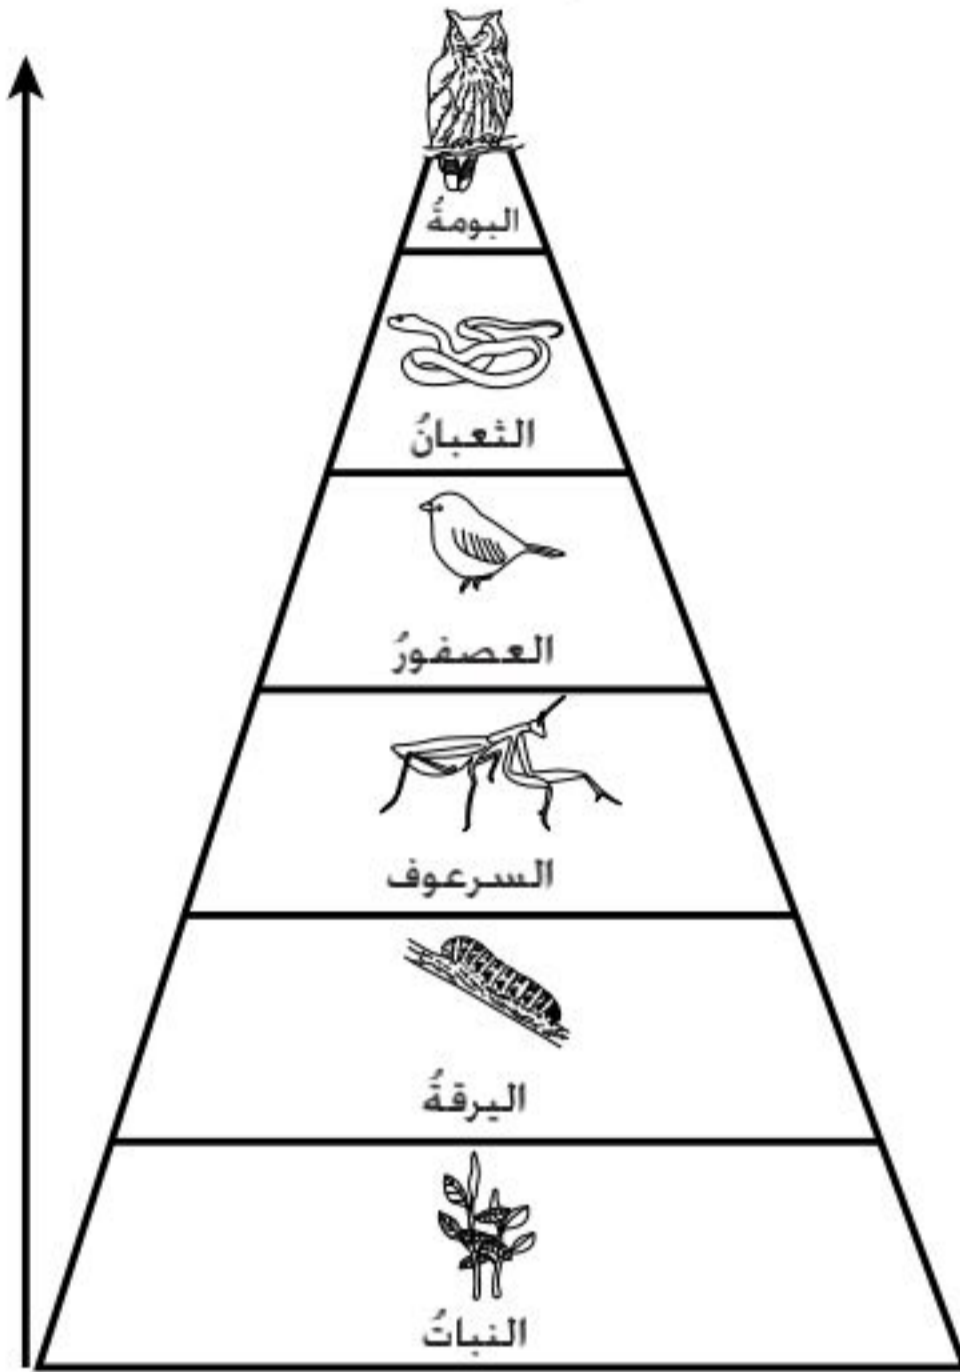 البومةُ
الثعبانُ
العصفورُ
السرعوف
اليرقةُ
النباتُ